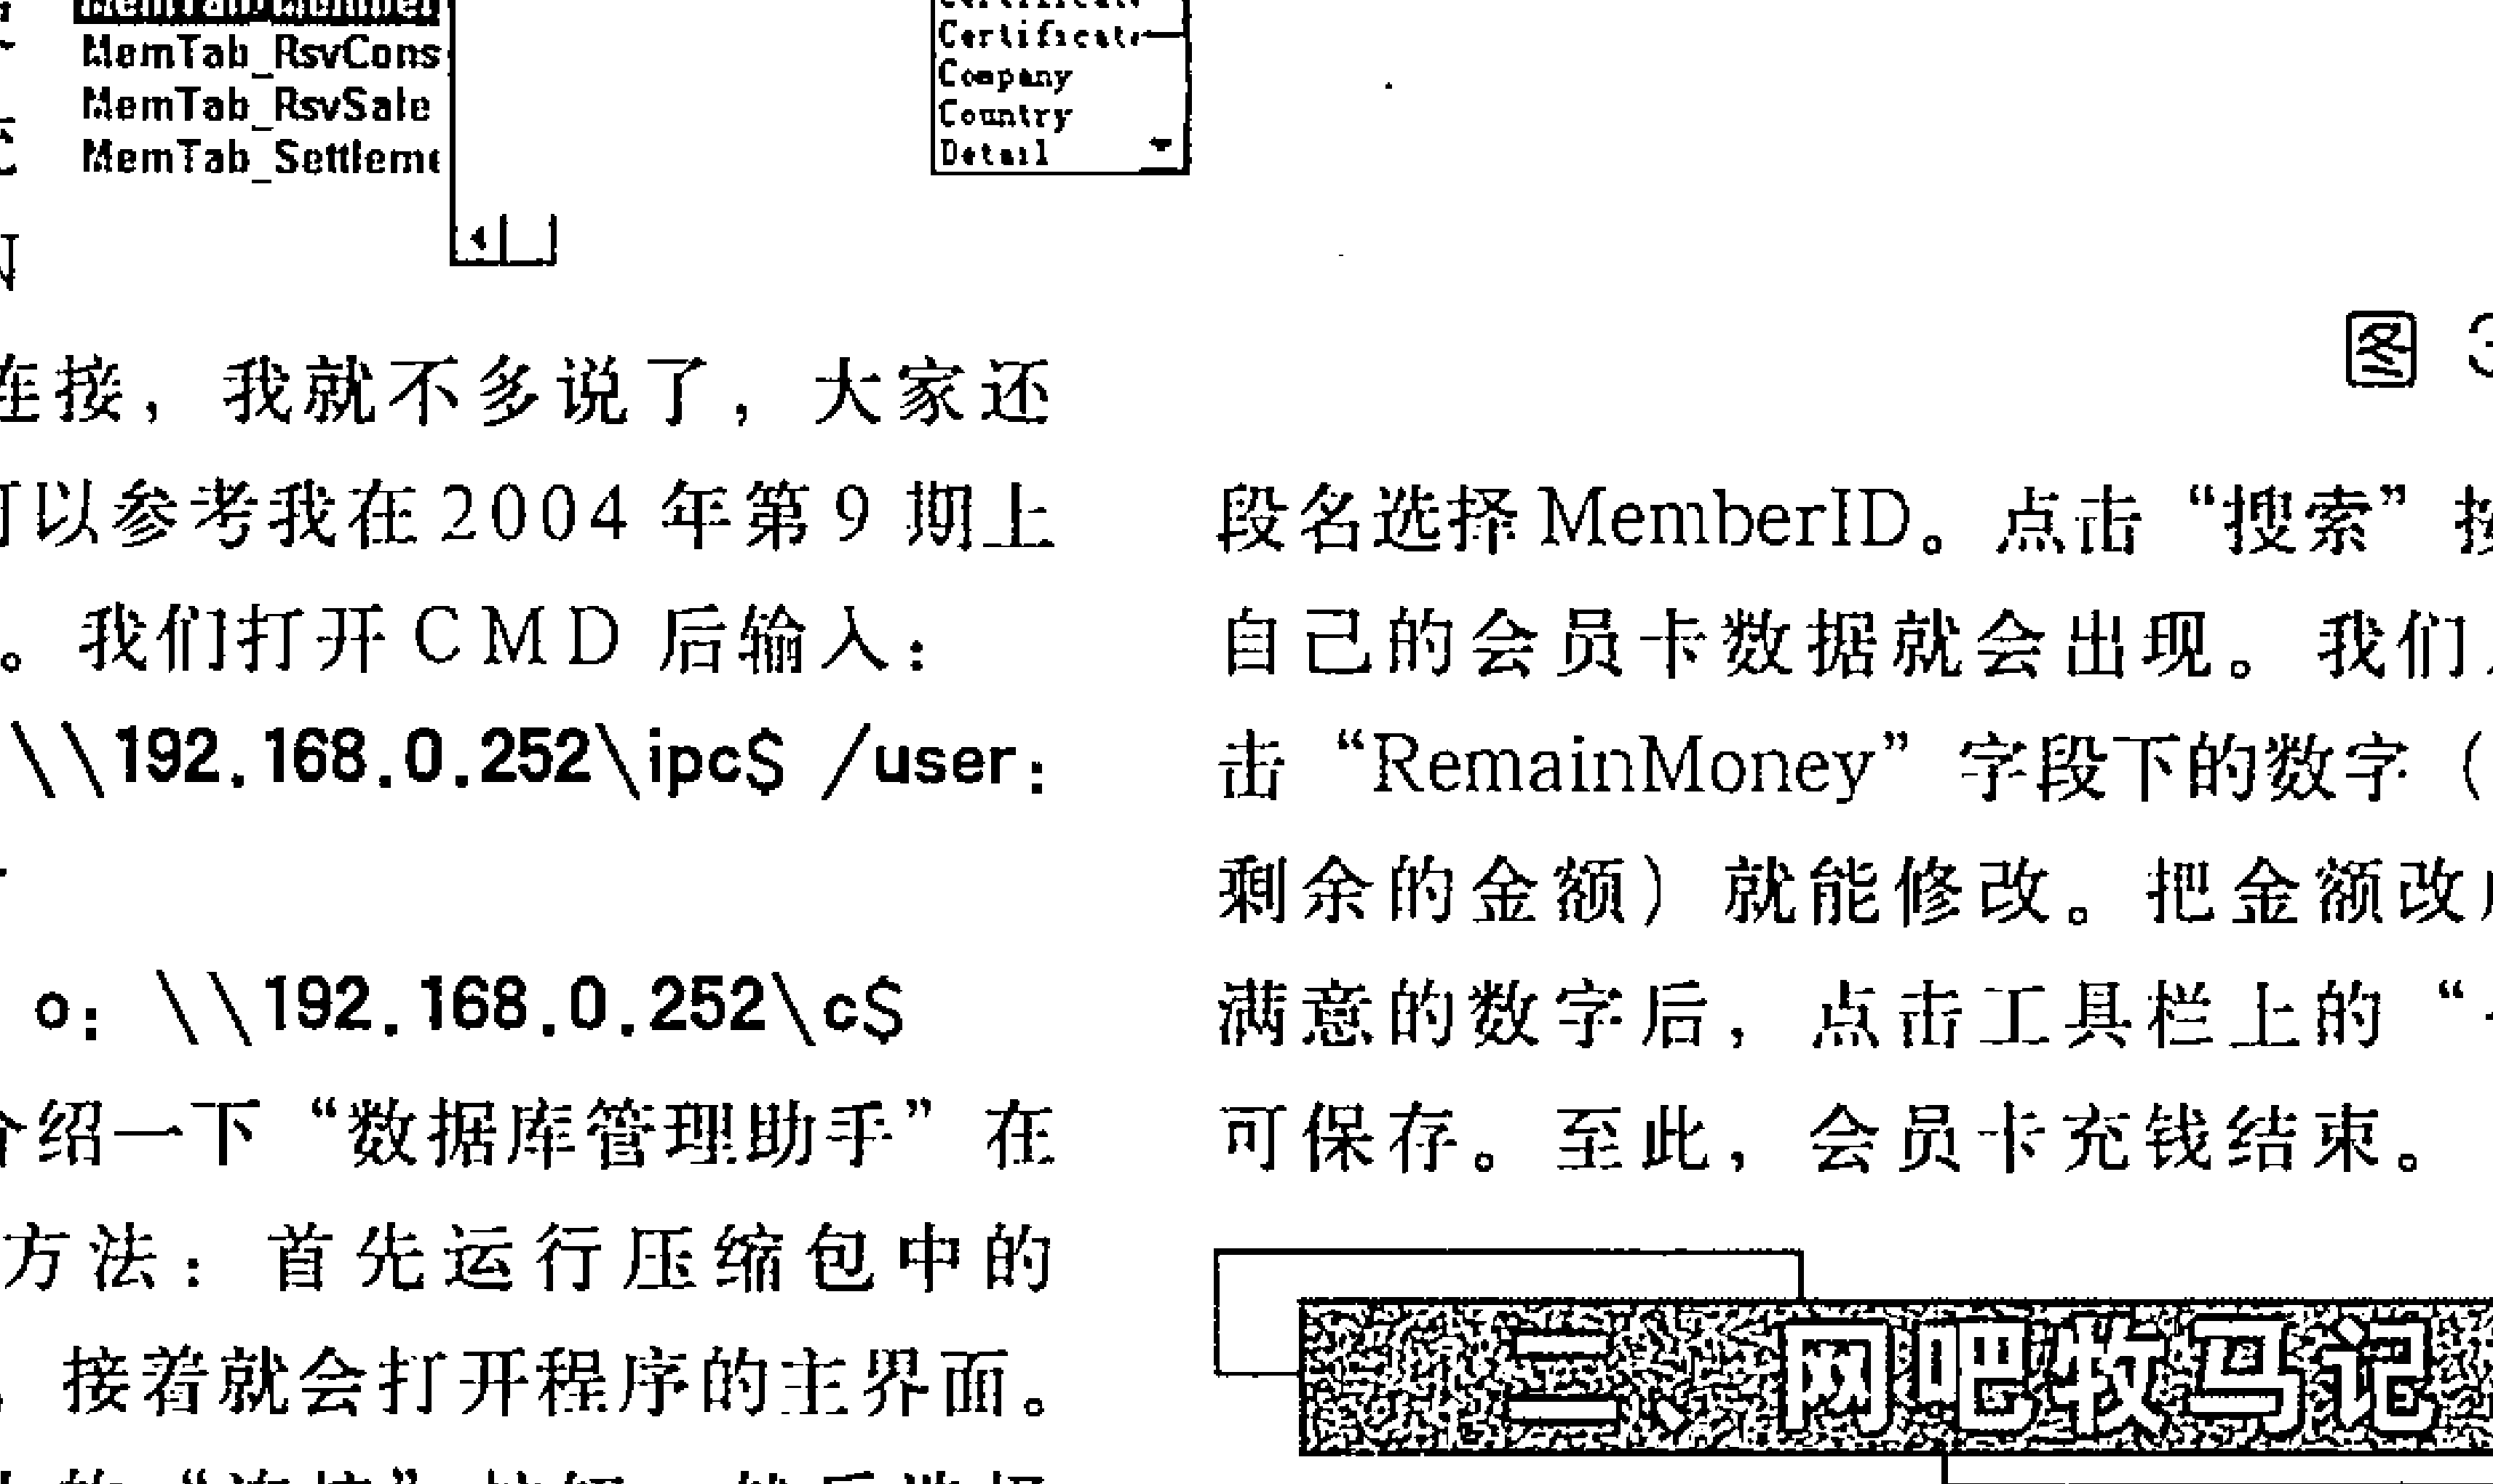 MemTab_RsvCons
MemTab_RsvSale
MemTab_Settleme
Company
Country
Detail
图 3
连接，我就不多说了，大家还
可以参考我在2004 年第 9 期上
。我们打开 CMD 后输入：
\\192.168.0.252\ipc$ /user:
o: \\192.168.0.252\c$
介绍一下“数据库管理助手”在
方法：首先运行压缩包中的
接着就会打开程序的主界面。
段名选择MemberID。点击“搜索”按
自己的会员卡数据就会出现。我们
击“RemainMoney”字段下的数字（
剩余的金额）就能修改。把金额改
满意的数字后，点击工具栏上的“
可保存。至此，会员卡充钱结束。
二、网吧牧马记